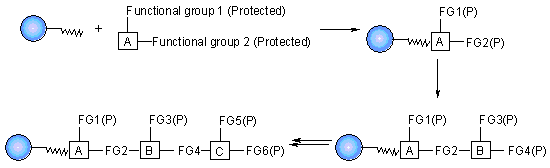 Functional group 1 (Protected)
+
A
Functional group 2 (Protected)
FG1(P)
A
FG2(P)
FG1(P)
FG3(P)
FG5(P)
A
FG2
B
FG4
C
FG6(P)
FG1(P)
FG3(P)
A
FG2
B
FG4(P)